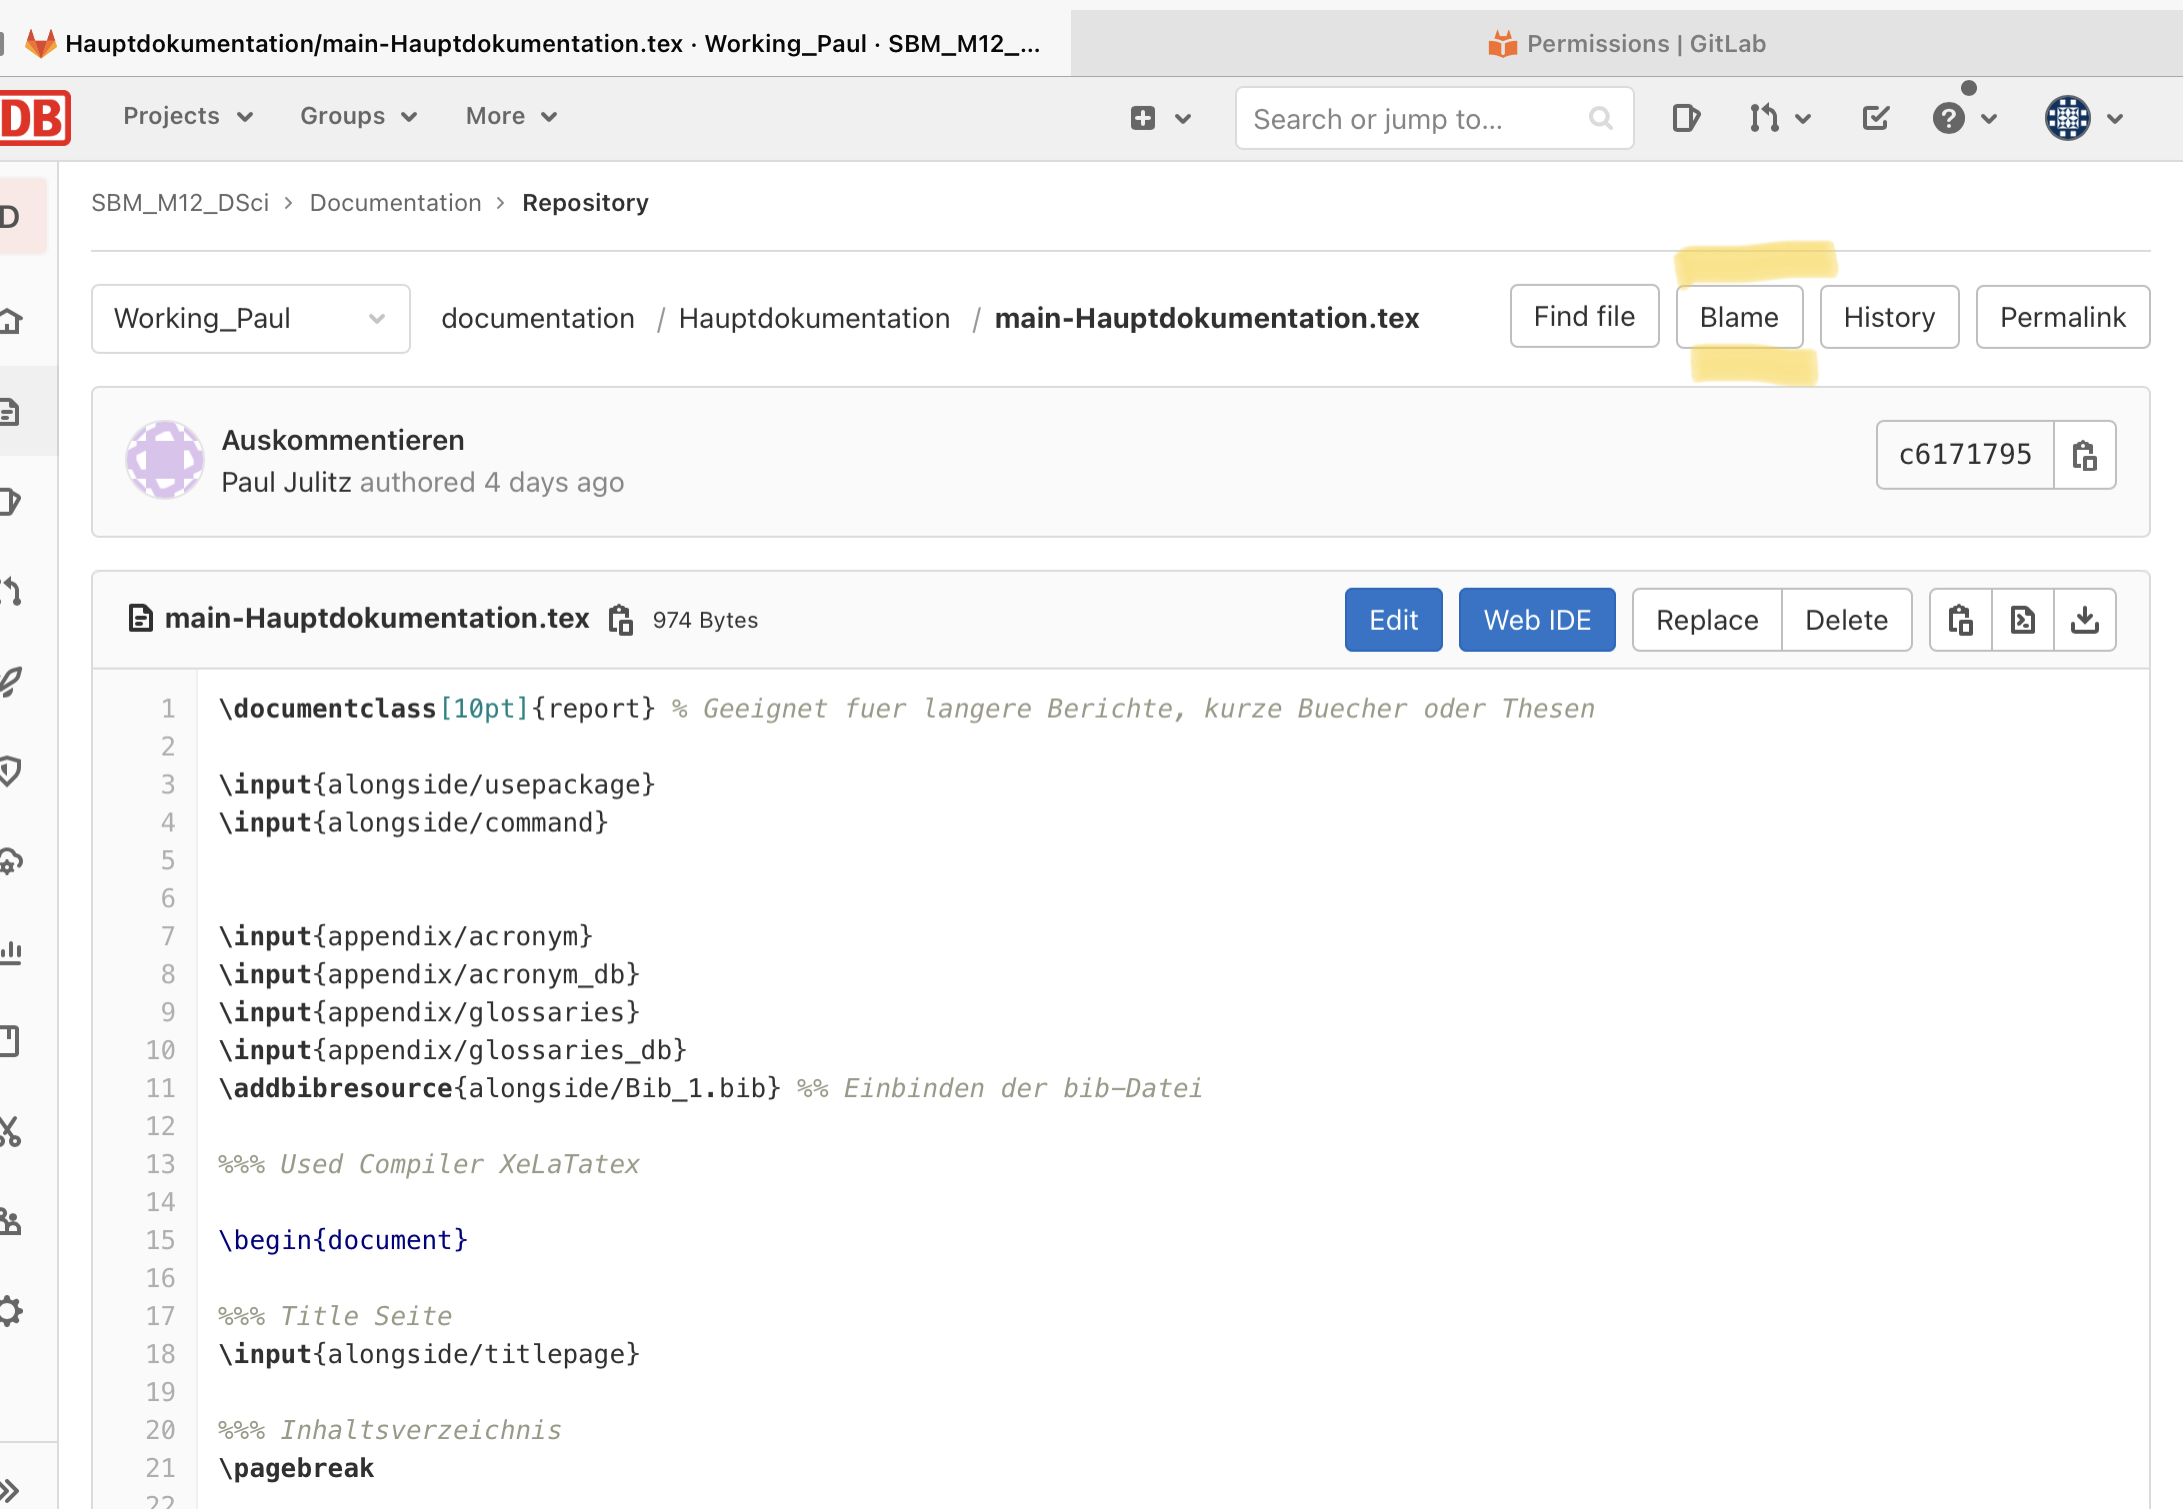 Hauptdokumentation/main-Hauptdokumentation.tex · Working_Paul · SBM_M12_...
Permissions | GitLab
DB
Projects
Groups
More
Search or jump to...
D
SBM_M12_DSci > Documentation > Repository
Working_Paul
documentation / Hauptdokumentation / main-Hauptdokumentation.tex
Find file
Blame
History
Permalink
Auskommentieren
Paul Julitz authored 4 days ago
c6171795
main-Hauptdokumentation.tex
974 Bytes
Edit
Web IDE
Replace
Delete
1 \documentclass[10pt]{report} % Geeignet fuer langere Berichte, kurze Buecher oder Thesen
2
3 \input{alongside/usepackage}
4 \input{alongside/command}
5
6
7 \input{appendix/acronym}
8 \input{appendix/acronym_db}
9 \input{appendix/glossaries}
10 \input{appendix/glossaries_db}
11 \addbibresource{alongside/Bib_1.bib} %% Einbinden der bib-Datei
12
13 %%% Used Compiler XeLaTatex
14
15 \begin{document}
16
17 %%% Title Seite
18 \input{alongside/titlepage}
19
20 %%% Inhaltsverzeichnis
21 \pagebreak
22